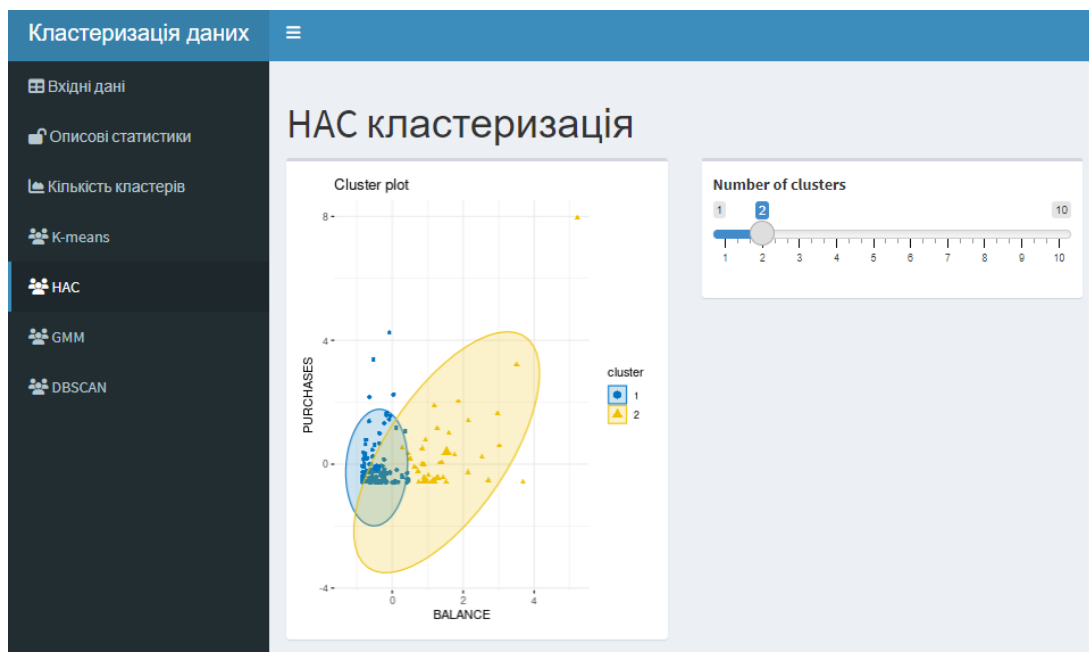 Кластеризація даних
Вхідні дані
Описові статистики
Кількість кластерів
K-means
HAC
GMM
DBSCAN
HAC кластеризація
Cluster plot
8
4
0
-4
PURCHASES
0 2 4
BALANCE
cluster
1
2
Number of clusters
1 2 10
1 2 3 4 5 6 7 8 9 10